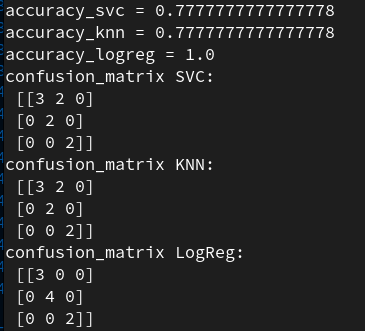 accuracy_svc = 0.7777777777777778
accuracy_knn = 0.7777777777777778
accuracy_logreg = 1.0
confusion_matrix SVC:
[[3 2 0]
[0 2 0]
[0 0 2]]
confusion_matrix KNN:
[[3 2 0]
[0 2 0]
[0 0 2]]
confusion_matrix LogReg:
[[3 0 0]
[0 4 0]
[0 0 2]]